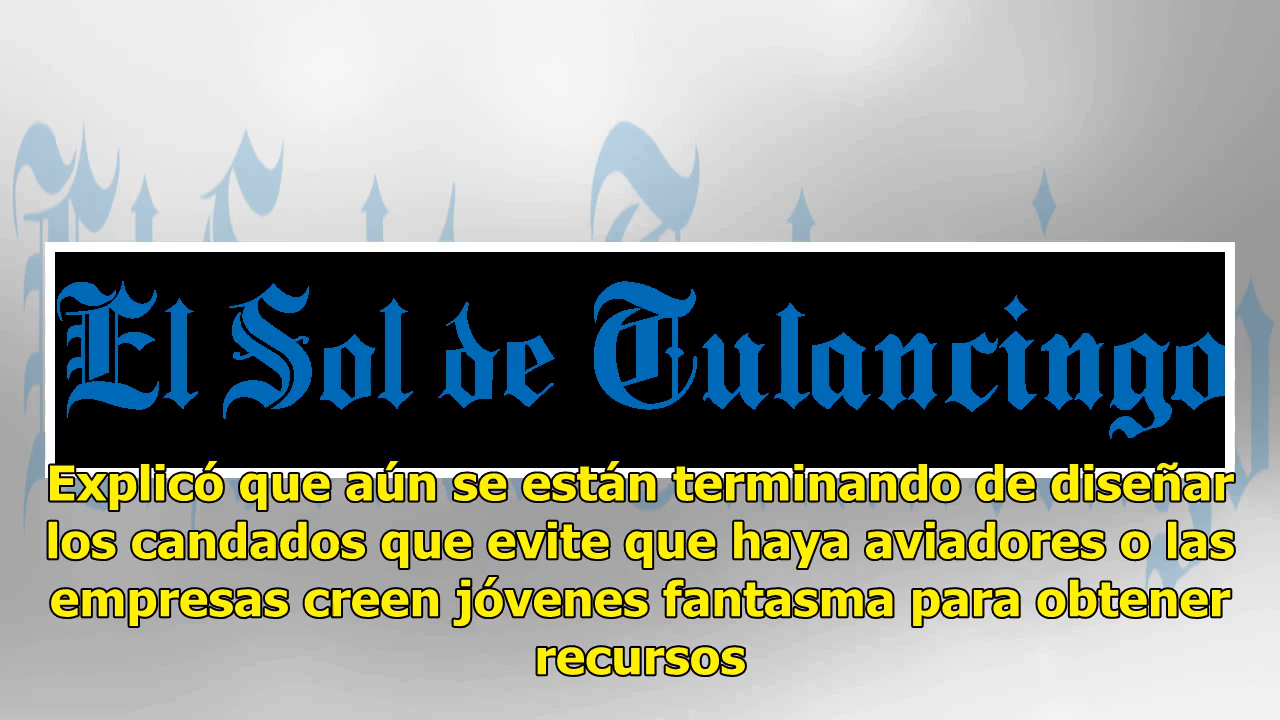 El Sol de Tulancingo
Explicó que aún se están terminando de diseñar
los candados que evite que haya aviadores o las
empresas creen jóvenes fantasma para obtener
recursos